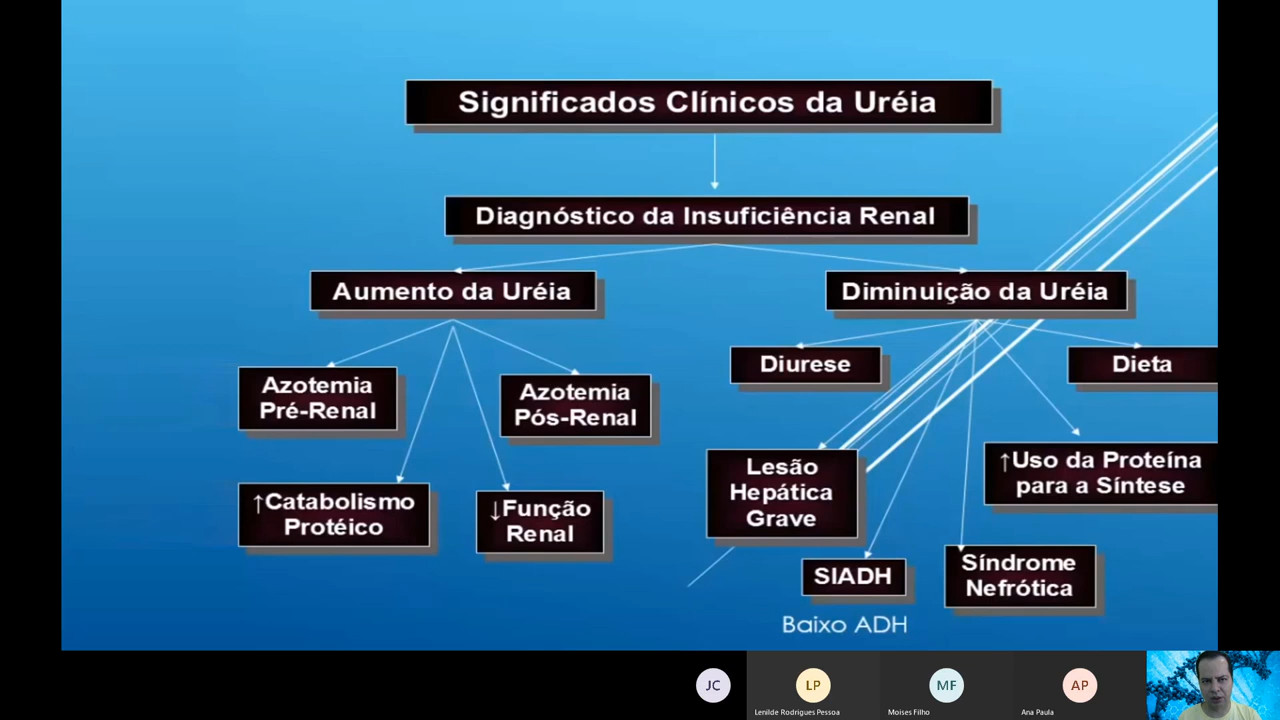 Significados Clínicos da Uréia
Diagnóstico da Insuficiência Renal
Aumento da Uréia
Diminuição da Uréia
Azotemia
Pré-Renal
Azotemia
Pós-Renal
↑Catabolismo
Protéico
↓Função
Renal
Diurese
Dieta
Lesão
Hepática
Grave
↑Uso da Proteína
para a Síntese
SIADH
Síndrome
Nefrótica
Baixo ADH
JC
LP
MF
AP
Lenilde Rodrigues Pessoa
Moises Filho
Ana Paula